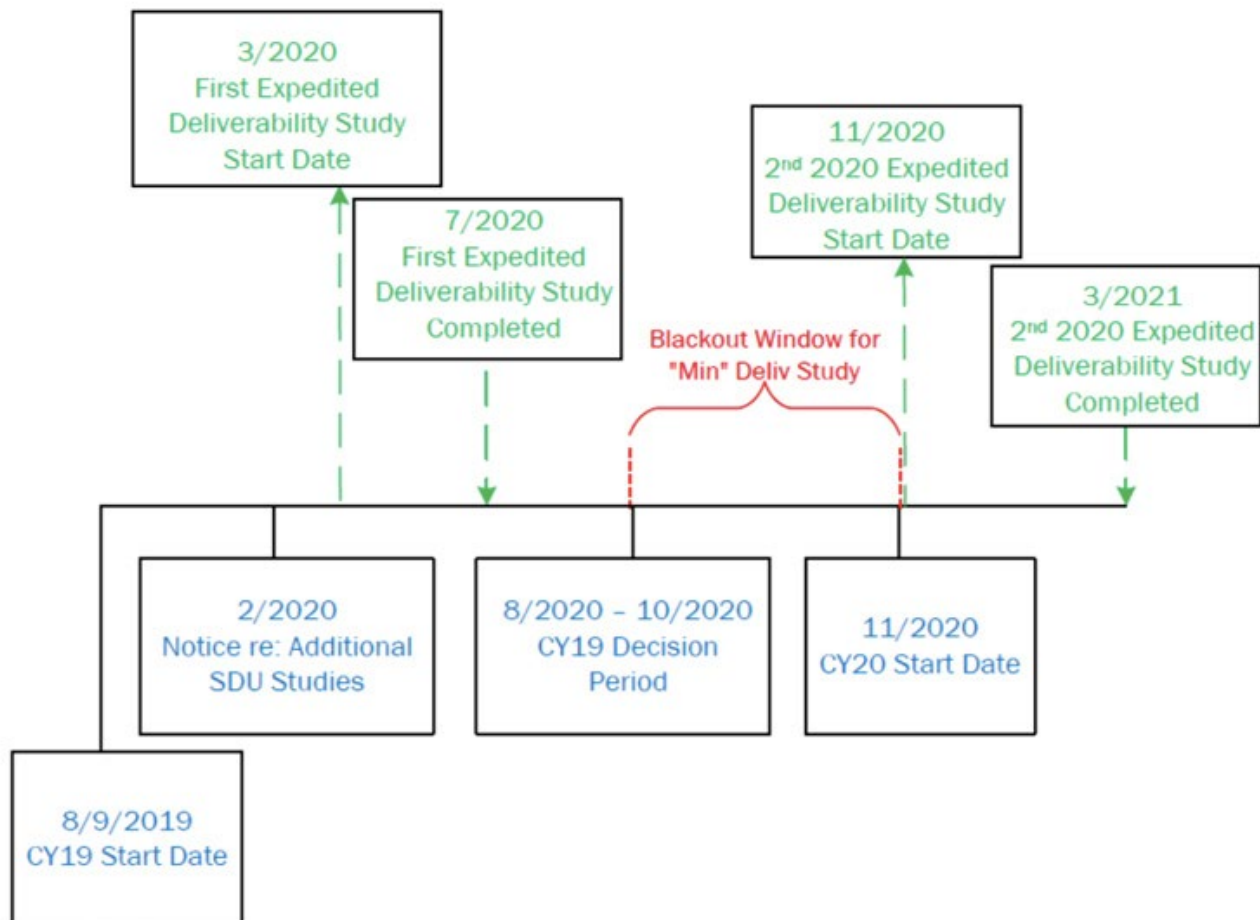 3/2020
First Expedited
Deliverability Study
Start Date
7/2020
First Expedited
Deliverability Study
Completed
11/2020
2nd 2020 Expedited
Deliverability Study
Start Date
3/2021
2nd 2020 Expedited
Deliverability Study
Completed
Blackout Window for
"Min" Deliv Study
2/2020
Notice re: Additional
SDU Studies
8/2020 – 10/2020
CY19 Decision
Period
11/2020
CY20 Start Date
8/9/2019
CY19 Start Date